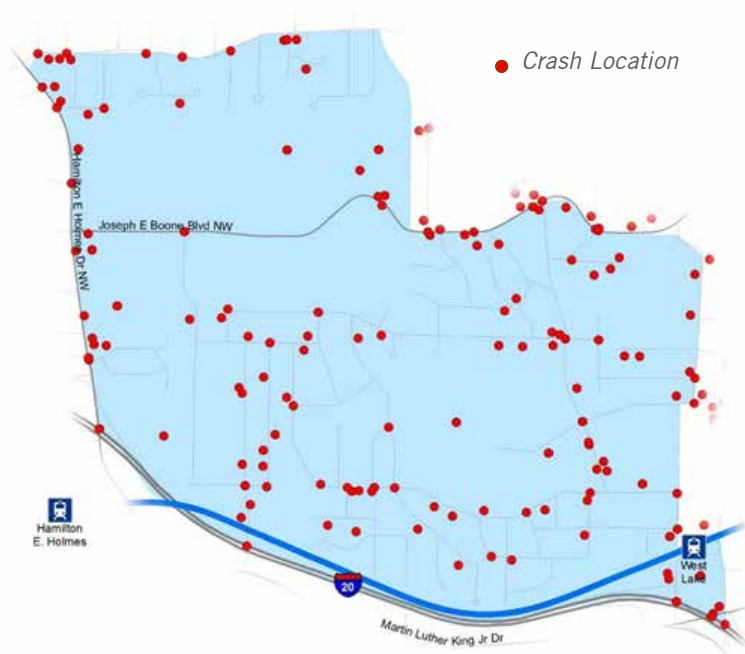 Crash Location
Hamilton E Holmes Dr NW
Joseph E Boone Blvd NW
Hamilton
E. Holmes
West
Lake
20
Martin Luther King Jr Dr